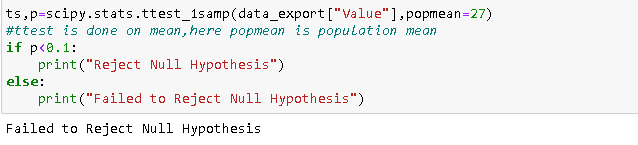 ts,p=scipy.stats.ttest_1samp(data_export["Value"],popmean=27)
#ttest is done on mean,here popmean is population mean
if p<0.1:
    print("Reject Null Hypothesis")
else:
    print("Failed to Reject Null Hypothesis")
Failed to Reject Null Hypothesis